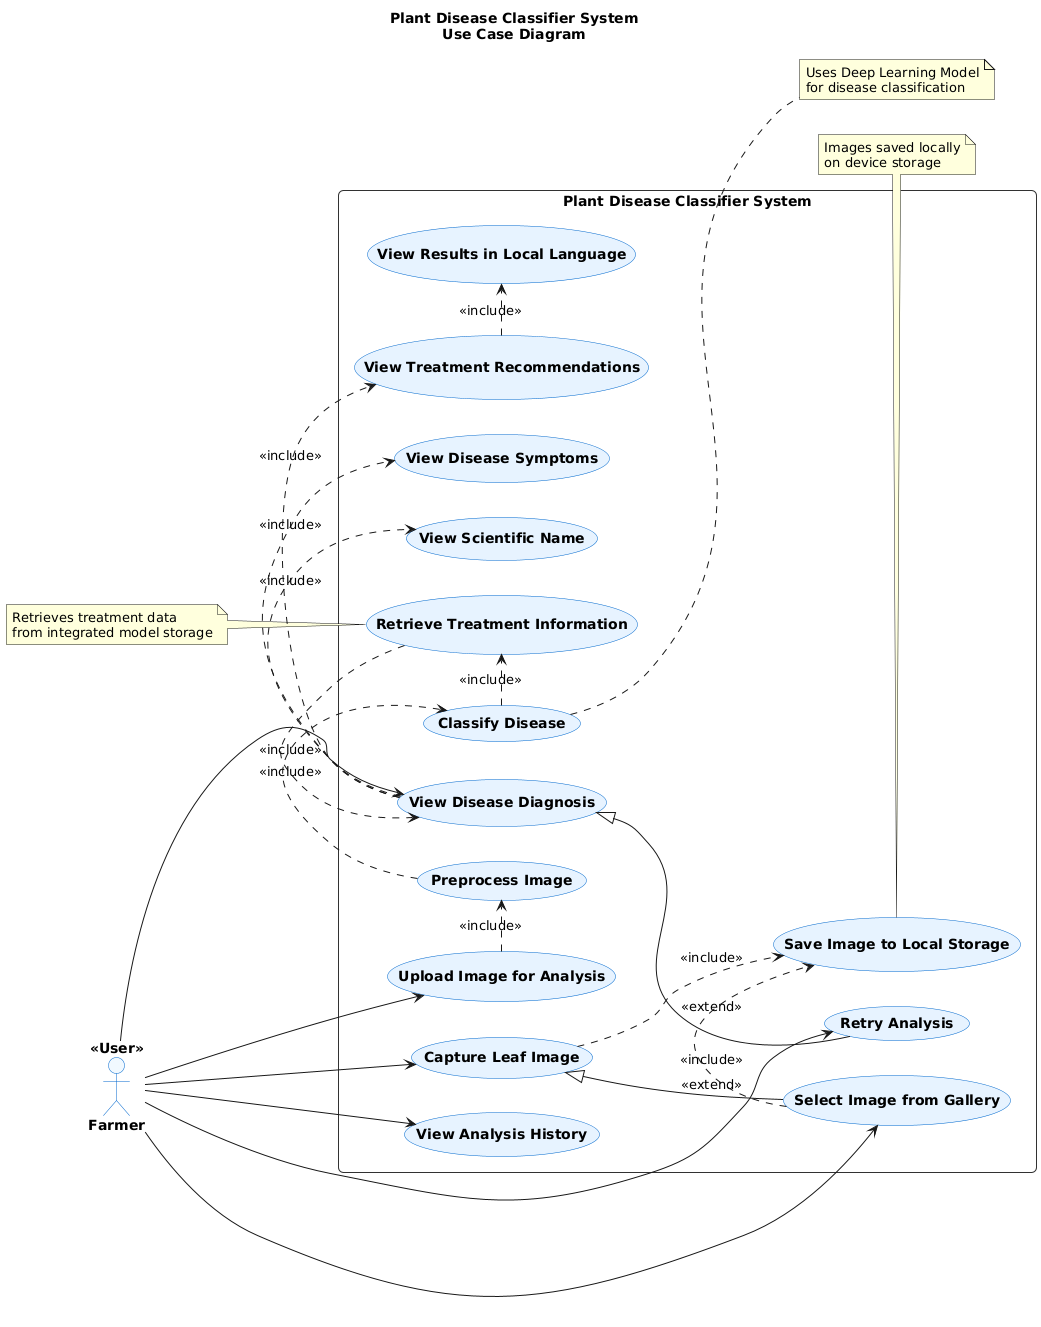 Plant Disease Classifier System
Use Case Diagram
Uses Deep Learning Model
for disease classification
Images saved locally
on device storage
Plant Disease Classifier System
View Results in Local Language
«include»
View Treatment Recommendations
«include»
View Disease Symptoms
«include»
View Scientific Name
«include»
Retrieves treatment data
from integrated model storage
Retrieve Treatment Information
«include»
Classify Disease
«include»
«include»
View Disease Diagnosis
Preprocess Image
«include»
Save Image to Local Storage
«include»
Upload Image for Analysis
«extend»
Retry Analysis
«User»
Capture Leaf Image
«include»
«extend»
Select Image from Gallery
Farmer
View Analysis History